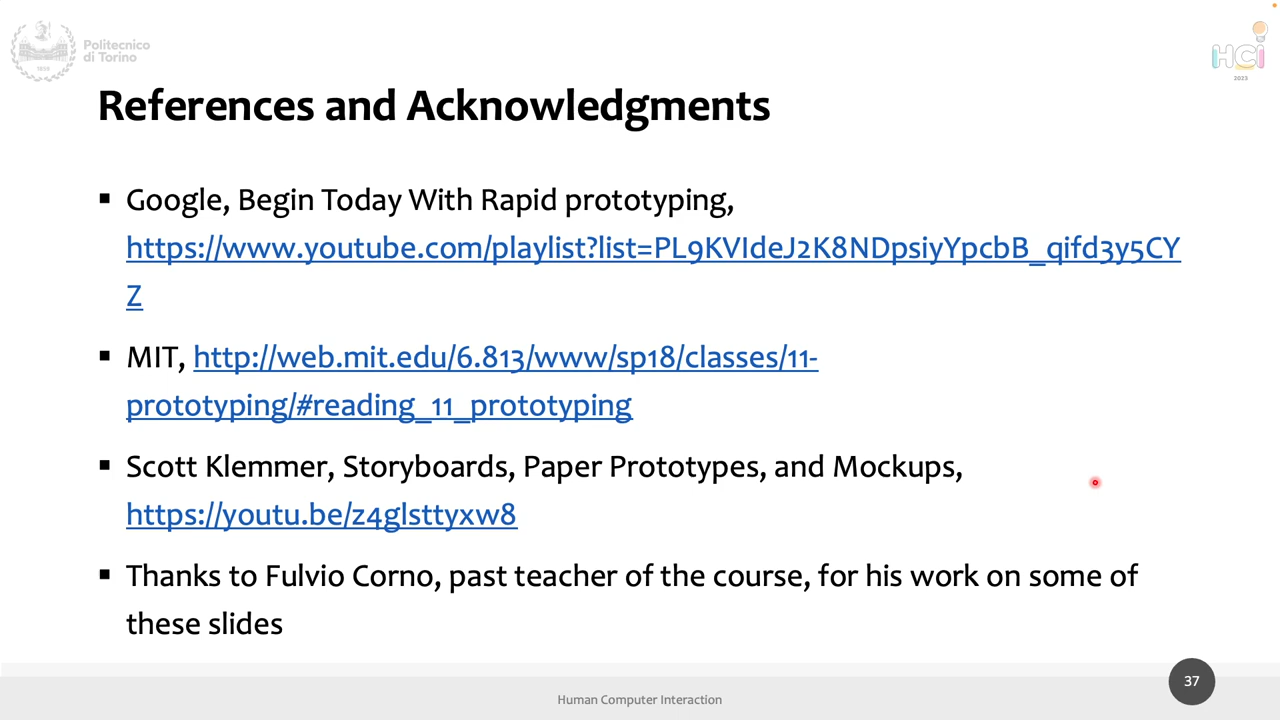 Politecnico
di Torino
1859
HCI
2023
References and Acknowledgments
▪ Google, Begin Today With Rapid prototyping,
https://www.youtube.com/playlist?list=PL9KVIdeJ2K8NDpsiyYpcbB_qifd3y5CY
Z
▪ MIT, http://web.mit.edu/6.813/www/sp18/classes/11-
prototyping/#reading_11_prototyping
▪ Scott Klemmer, Storyboards, Paper Prototypes, and Mockups,
https://youtu.be/z4glsttyxw8
▪ Thanks to Fulvio Corno, past teacher of the course, for his work on some of
these slides
Human Computer Interaction
37